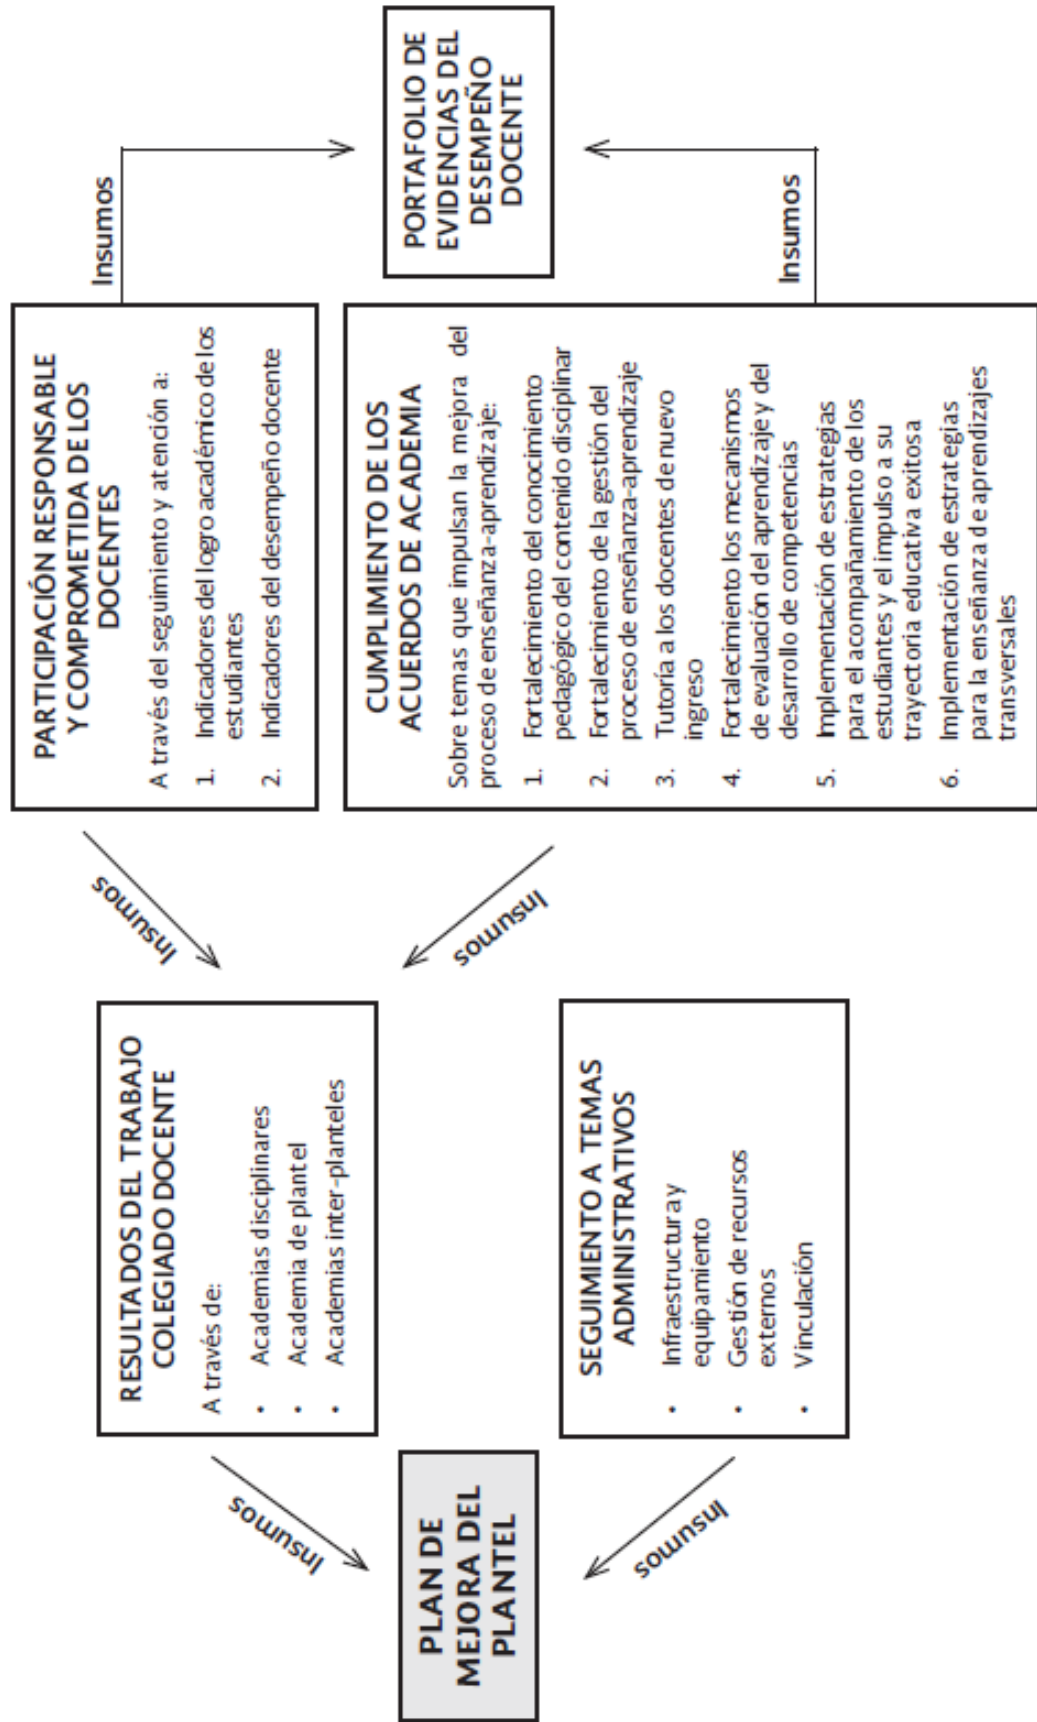 PLAN DE
MEJORA DEL
PLANTEL
Insumos
Insumos
RESULTADOS DEL TRABAJO
COLEGIADO DOCENTE
A través de:
• Academias disciplinares
• Academia de plantel
• Academias inter-planteles
SEGUIMIENTO A TEMAS
ADMINISTRATIVOS
• Infraestructura y
equipamiento
• Gestión de recursos
externos
• Vinculación
Insumos
Insumos
PARTICIPACIÓN RESPONSABLE
Y COMPROMETIDA DE LOS
DOCENTES
A través del seguimiento y atención a:
1. Indicadores del logro académico de los
estudiantes
2. Indicadores del desempeño docente
CUMPLIMIENTO DE LOS
ACUERDOS DE ACADEMIA
Sobre temas que impulsan la mejora del
proceso de enseñanza-aprendizaje:
1. Fortalecimiento del conocimiento
pedagógico del contenido disciplinar
2. Fortalecimiento de la gestión del
proceso de enseñanza-aprendizaje
3. Tutoría a los docentes de nuevo
ingreso
4. Fortalecimiento los mecanismos
de evaluación del aprendizaje y del
desarrollo de competencias
5. Implementación de estrategias
para el acompañamiento de los
estudiantes y el impulso a su
trayectoria educativa exitosa
6. Implementación de estrategias
para la enseñanza de aprendizajes
transversales
Insumos
Insumos
PORTAFOLIO DE
EVIDENCIAS DEL
DESEMPEÑO
DOCENTE